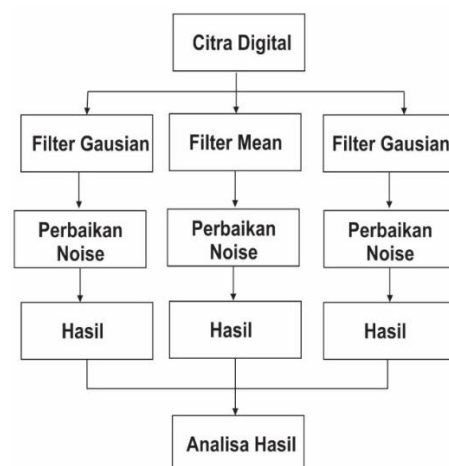 Citra Digital
Filter Gausian
Filter Mean
Filter Gausian
Perbaikan
Noise
Perbaikan
Noise
Perbaikan
Noise
Hasil
Hasil
Hasil
Analisa Hasil